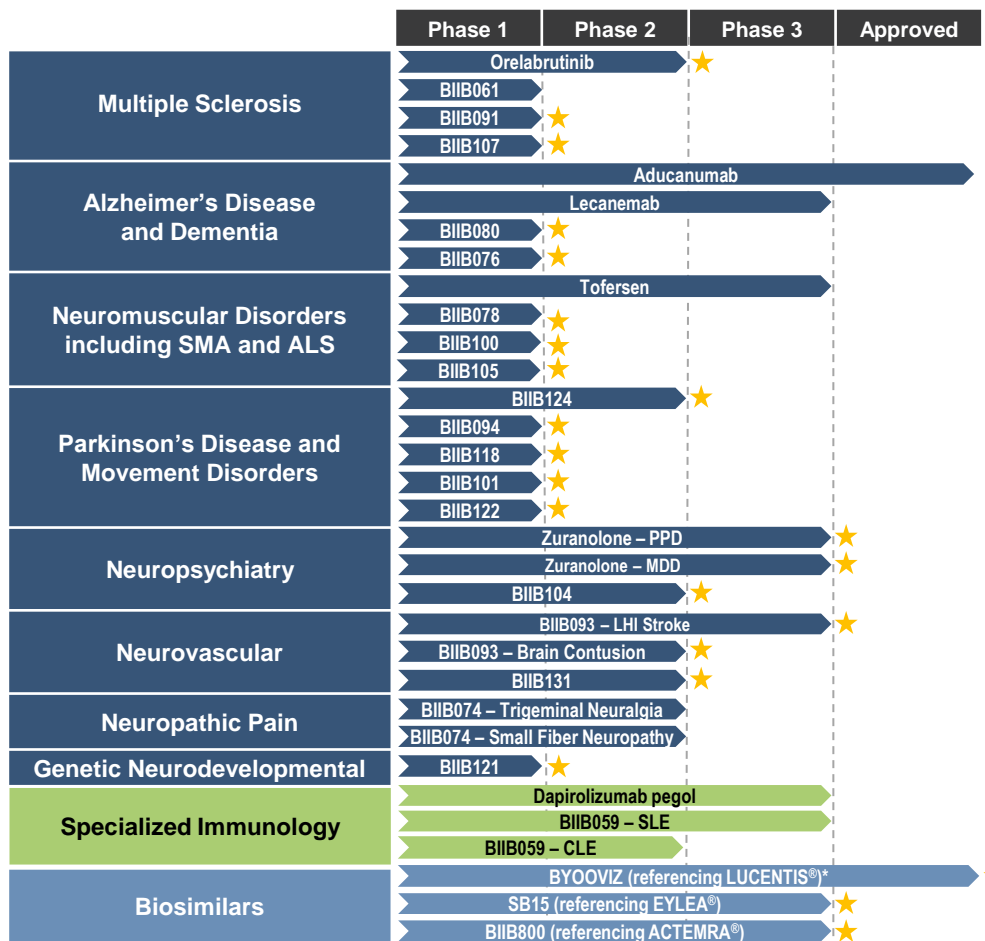 Phase 1 Phase 2 Phase 3 Approved
Multiple Sclerosis
Orelabrutinib
BIIB061
BIIB091
BIIB107
Alzheimer’s Disease
and Dementia
Aducanumab
Lecanemab
BIIB080
BIIB076
Neuromuscular Disorders
including SMA and ALS
Tofersen
BIIB078
BIIB100
BIIB105
Parkinson’s Disease and
Movement Disorders
BIIB124
BIIB094
BIIB118
BIIB101
BIIB122
Neuropsychiatry
Zuranolone – PPD
Zuranolone – MDD
BIIB104
Neurovascular
BIIB093 – LHI Stroke
BIIB093 – Brain Contusion
BIIB131
Neuropathic Pain
BIIB074 – Trigeminal Neuralgia
BIIB074 – Small Fiber Neuropathy
Genetic Neurodevelopmental
BIIB121
Specialized Immunology
Dapirolizumab pegol
BIIB059 – SLE
BIIB059 – CLE
Biosimilars
BYOOVIZ (referencing LUCENTIS®)*
SB15 (referencing EYLEA®)
BIIB800 (referencing ACTEMRA®)